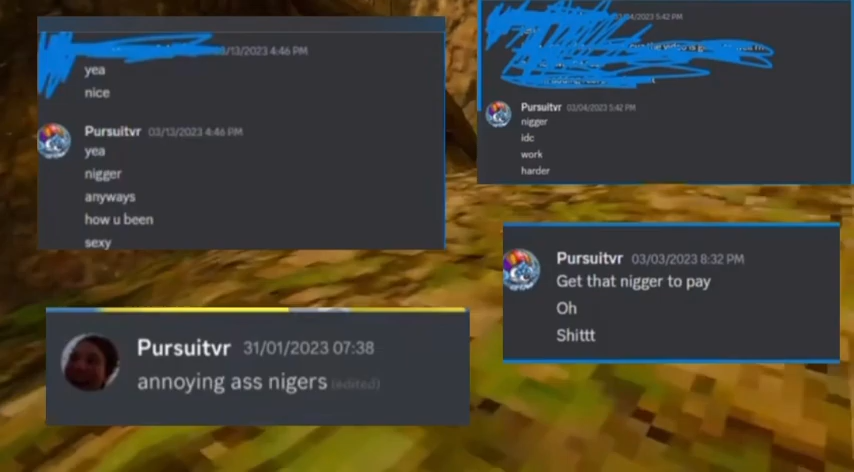 /13/2023 4:46 PM
yea
nice
Pursuitvr 03/13/2023 4:46 PM
yea
nigger
anyways
how u been
sexy
/2023 5:42 PM
Pursuitvr 03/04/2023 5:42 PM
nigger
idc
work
harder
Pursuitvr 03/03/2023 8:32 PM
Get that nigger to pay
Oh
Shittt
Pursuitvr 31/01/2023 07:38
annoying ass nigers (edited)